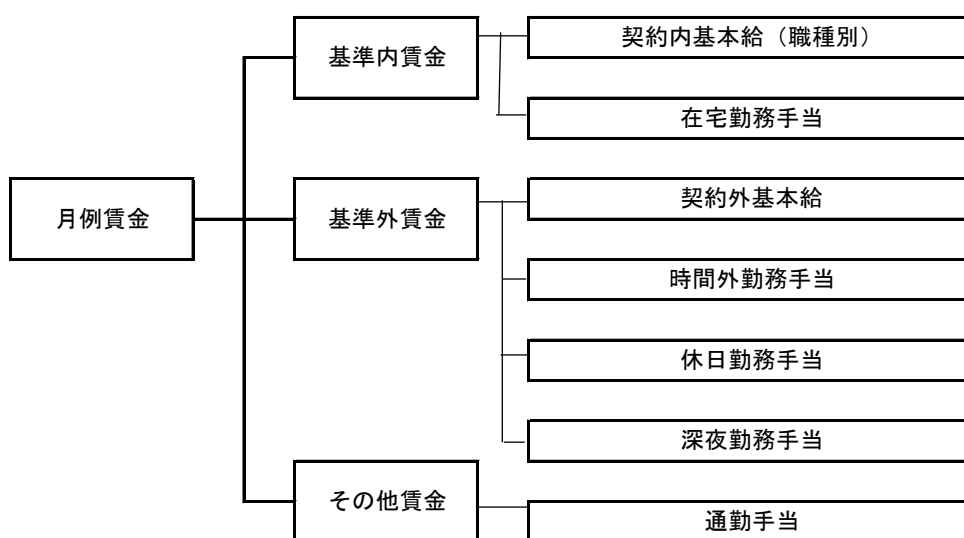 月例賃金
基準内賃金
契約内基本給（職種別）
在宅勤務手当
基準外賃金
契約外基本給
時間外勤務手当
休日勤務手当
深夜勤務手当
その他賃金
通勤手当